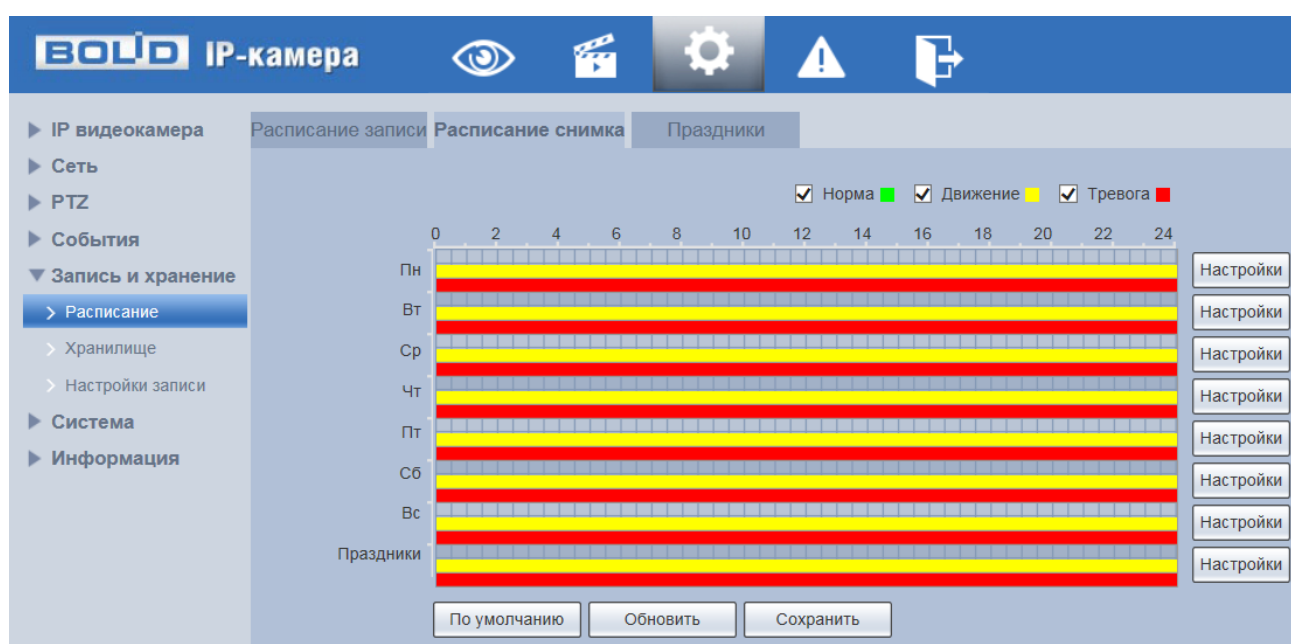 BOLID IP-камера
IP видеокамера
Сеть
PTZ
События
Запись и хранение
Расписание
Хранилище
Настройки записи
Система
Информация
Расписание записи Расписание снимка Праздники
Норма Движение Тревога
0 2 4 6 8 10 12 14 16 18 20 22 24
Пн Настройки
Вт Настройки
Ср Настройки
Чт Настройки
Пт Настройки
Сб Настройки
Вс Настройки
Праздники Настройки
По умолчанию Обновить Сохранить